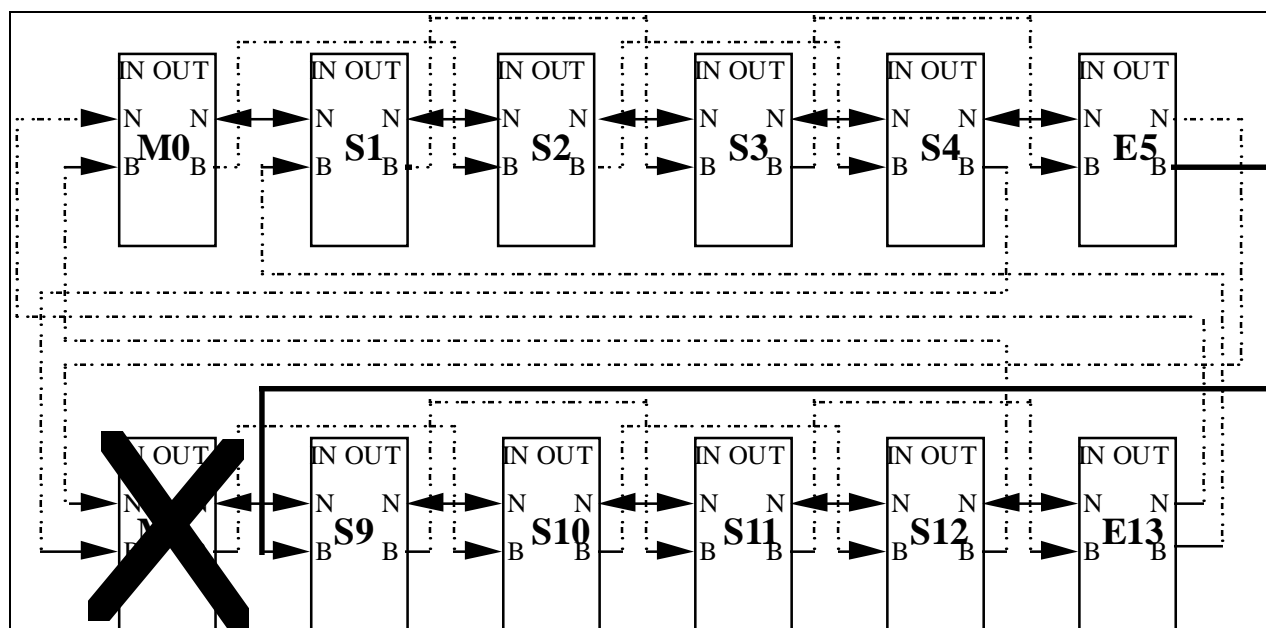 IN OUT IN OUT IN OUT IN OUT IN OUT IN OUT
N N N N N N N N N N N N
M0 S1 S2 S3 S4 E5
B B B B B B B B B B B B
OUT IN OUT IN OUT IN OUT IN OUT IN OUT
N N N N N N N N N N N
S9 S10 S11 S12 E13
B B B B B B B B B B B